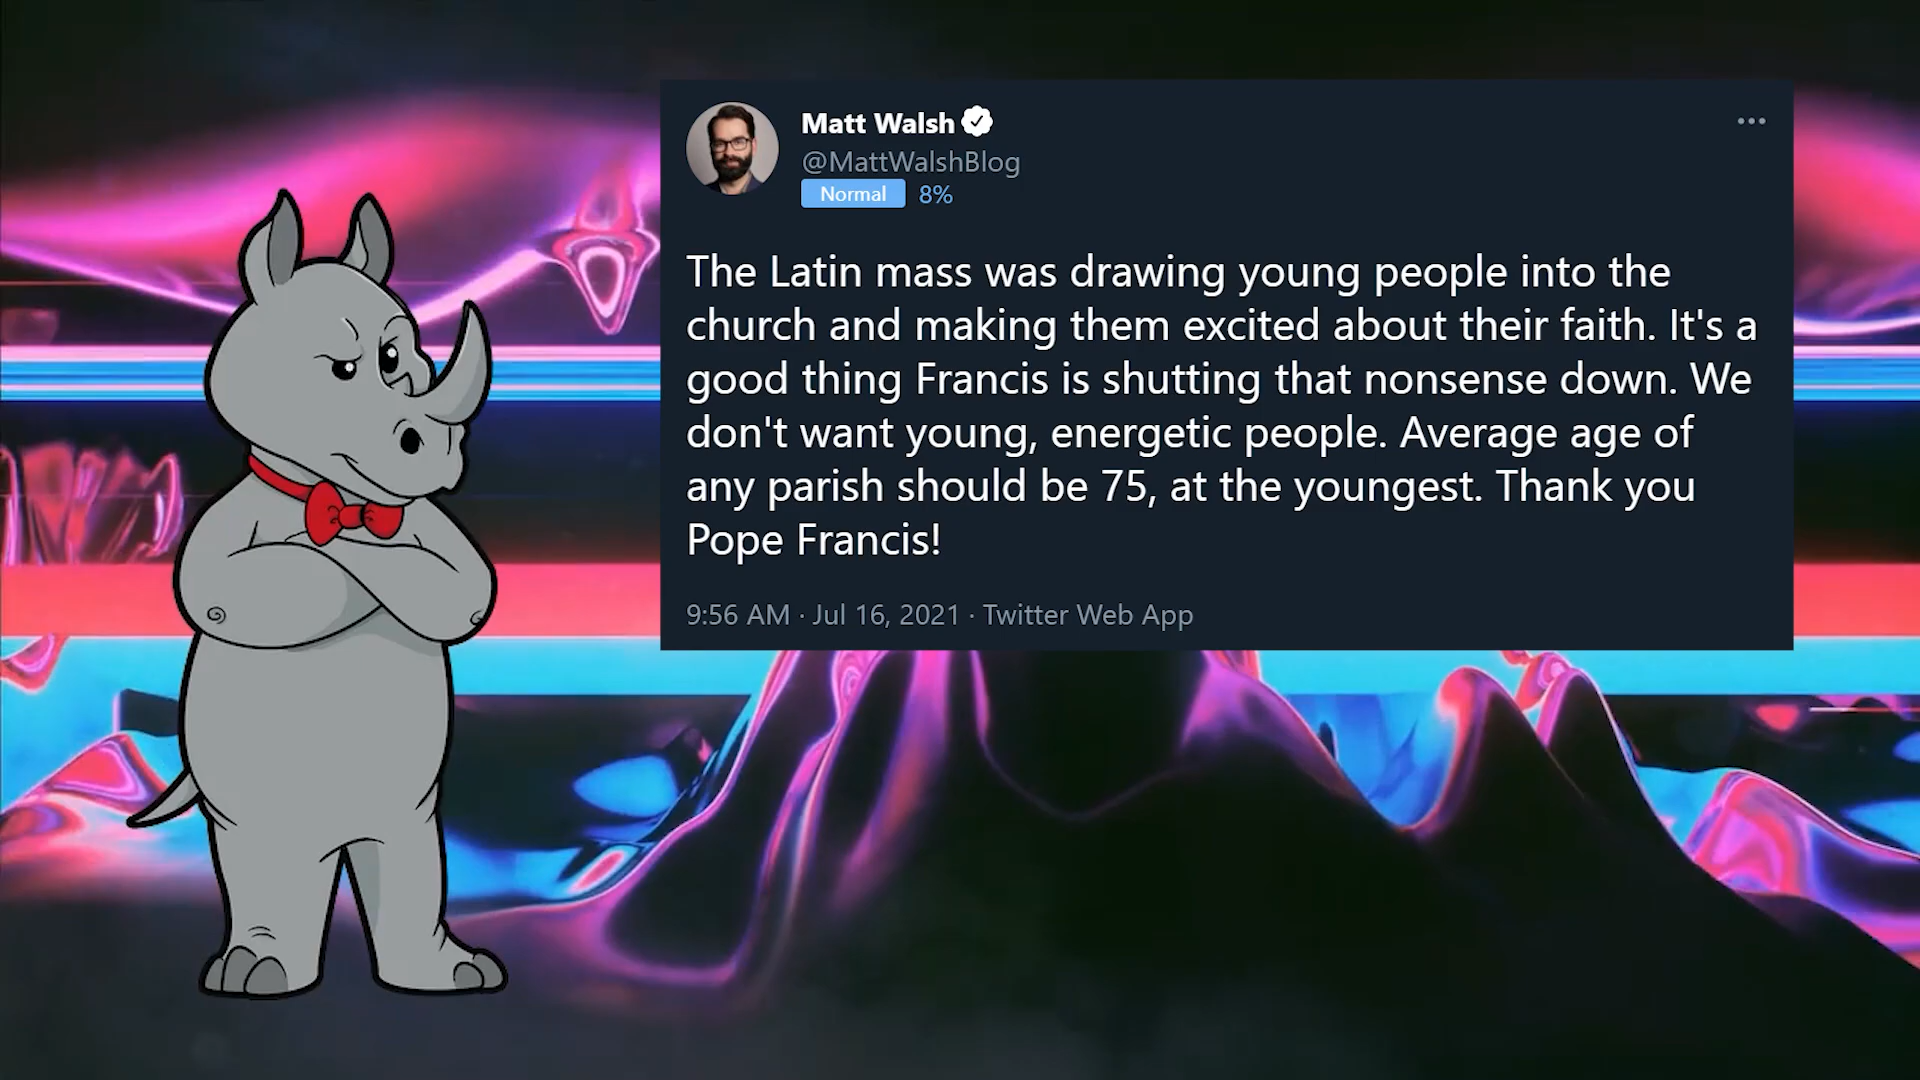 Matt Walsh
@MattWalshBlog
Normal 8%
The Latin mass was drawing young people into the
church and making them excited about their faith. It's a
good thing Francis is shutting that nonsense down. We
don't want young, energetic people. Average age of
any parish should be 75, at the youngest. Thank you
Pope Francis!
9:56 AM · Jul 16, 2021 · Twitter Web App